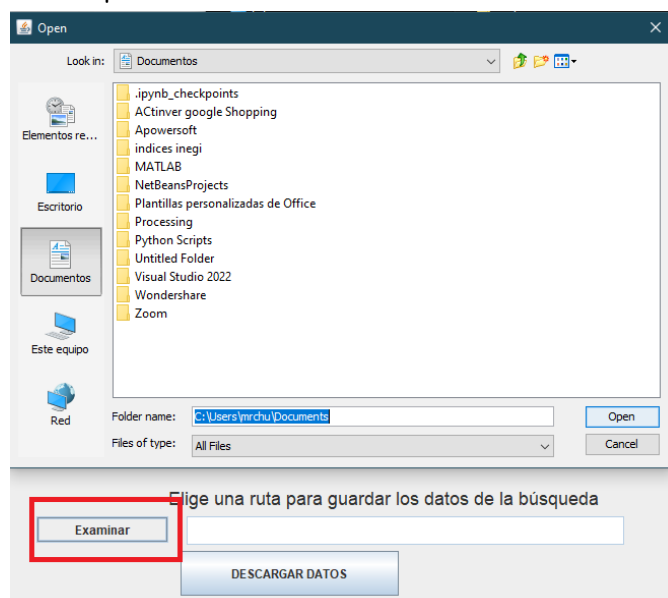 Open
Look in:
Documentos
.ipynb_checkpoints
ACtinver google Shopping
Apowersoft
indices inegi
MATLAB
NetBeansProjects
Plantillas personalizadas de Office
Processing
Python Scripts
Untitled Folder
Visual Studio 2022
Wondershare
Zoom
Elementos re...
Escritorio
Documentos
Este equipo
Red
Folder name: C:\Users\mrchu\Documents Open
Files of type: All Files Cancel
Elige una ruta para guardar los datos de la búsqueda
Examinar
DESCARGAR DATOS